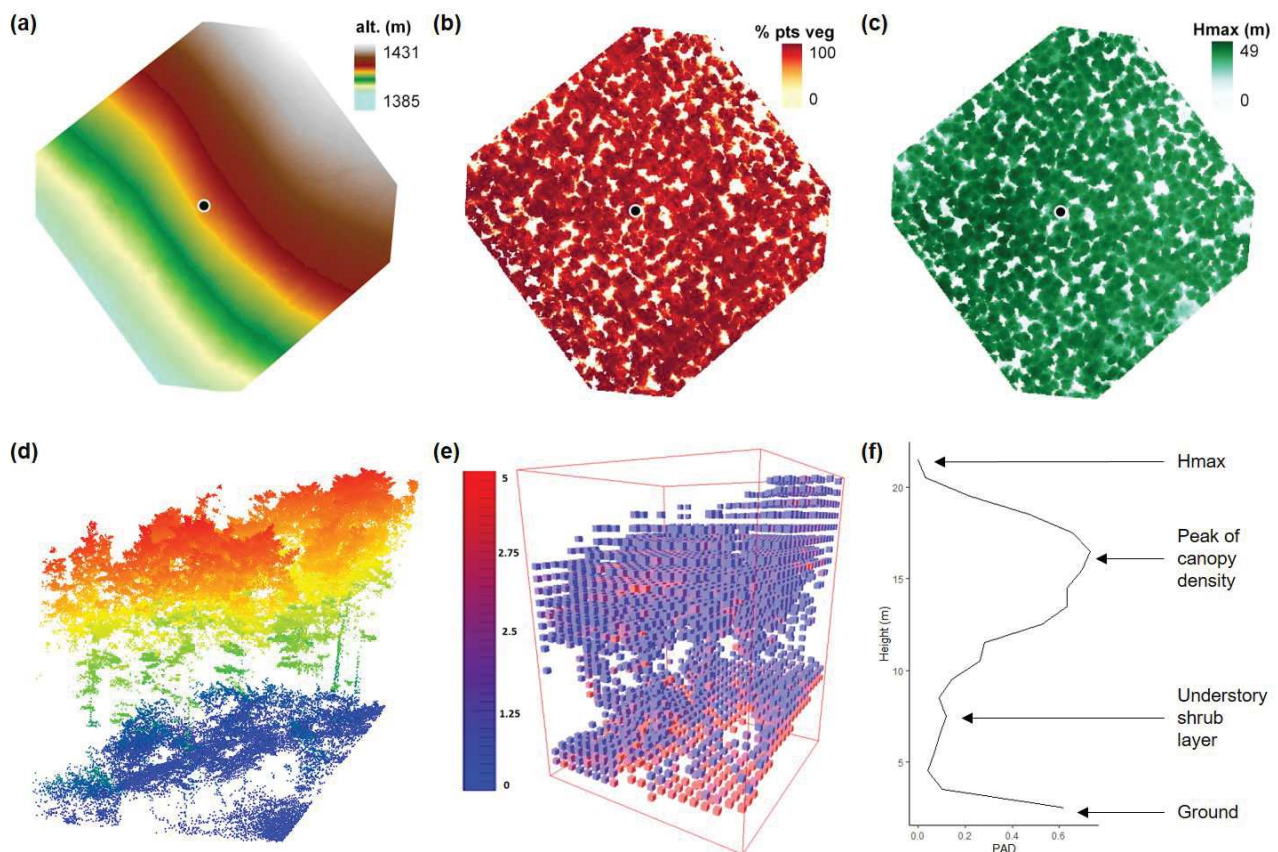 (a)
alt. (m)
1431
1385
(b)
% pts veg
100
0
(c)
Hmax (m)
49
0
(d)
(e)
5
2.75
2.5
1.25
0
(f)
Height (m)
20
15
10
5
0.0 0.2 0.4 0.6
PAD
Hmax
Peak of
canopy
density
Understory
shrub
layer
Ground